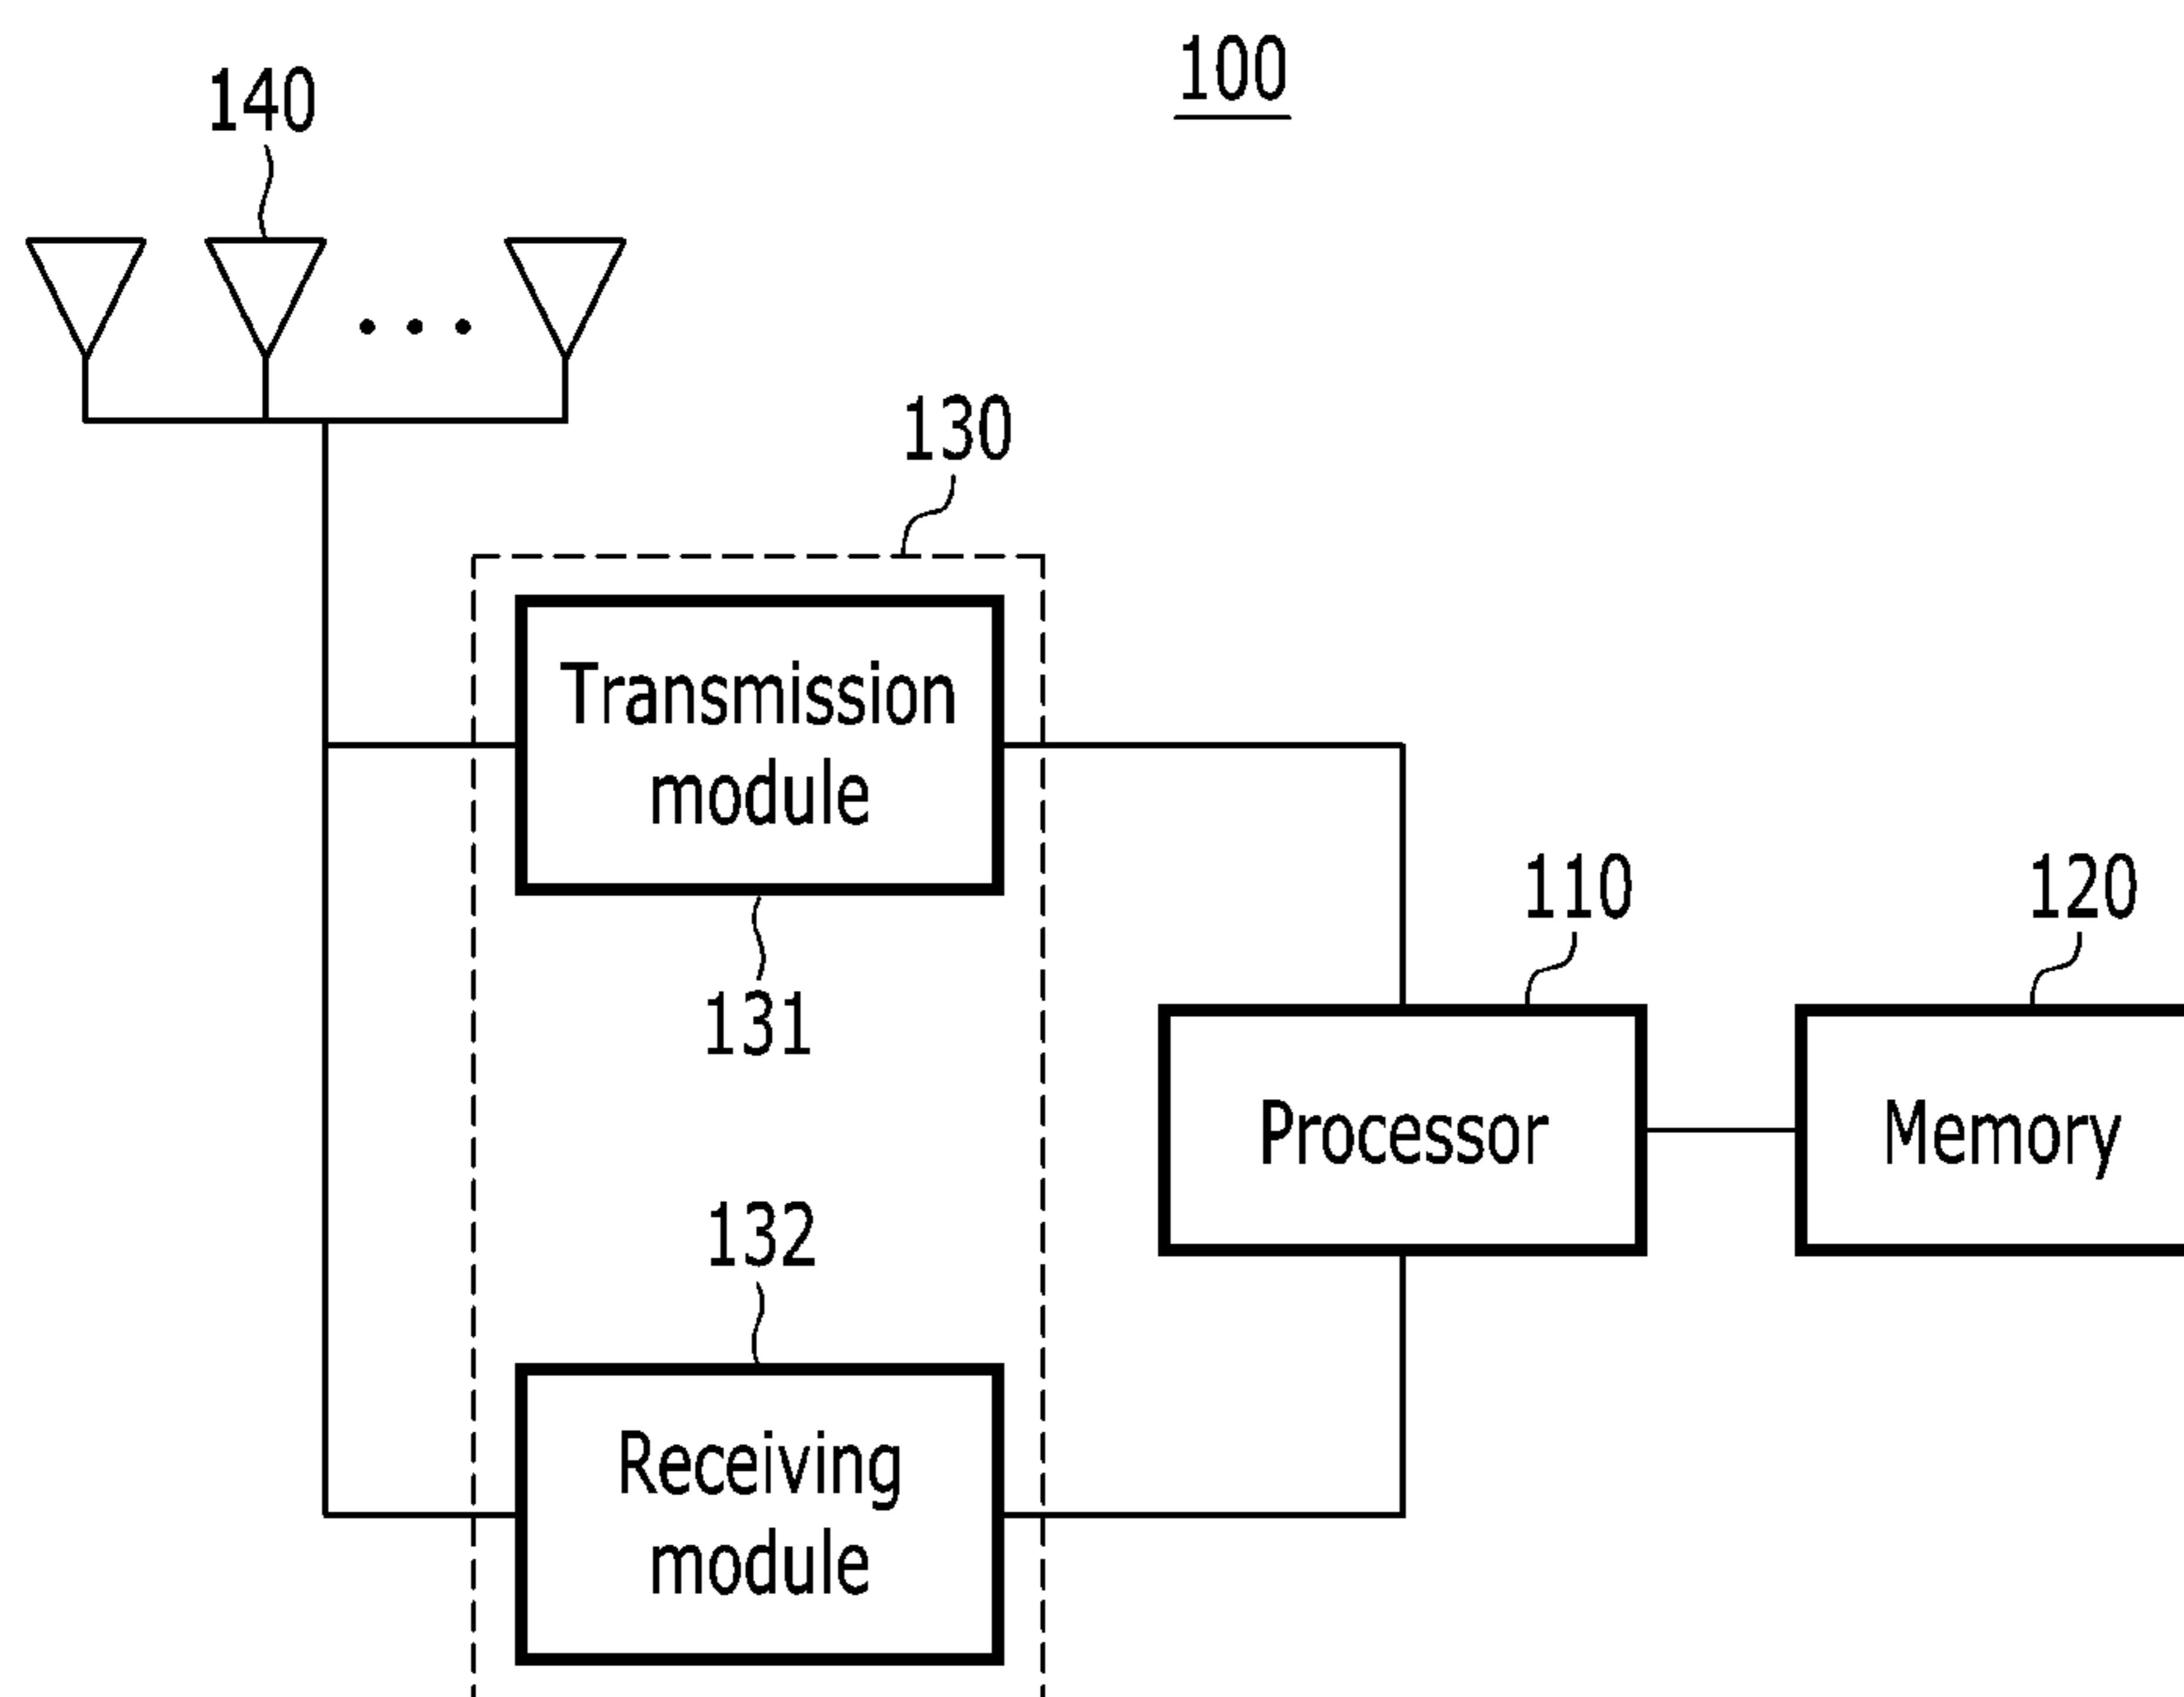 100
140
130
Transmission
module
131
110
120
Processor
Memory
132
Receiving
module